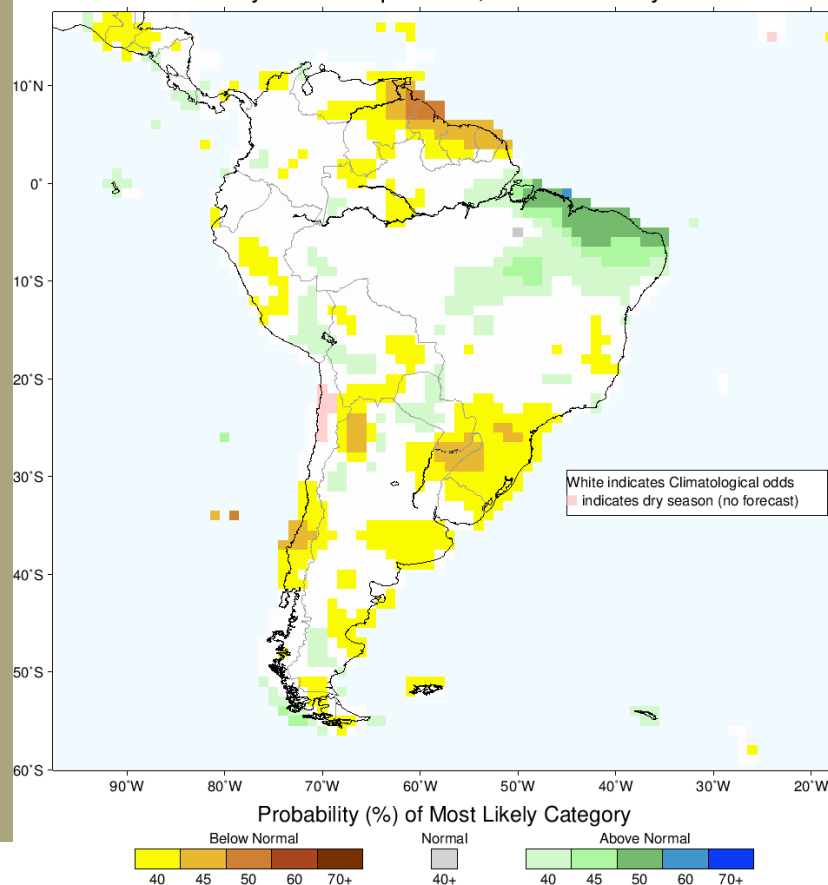 10°N
0°
10°S
20°S
30°S
40°S
50°S
60°S
White indicates Climatological odds
indicates dry season (no forecast)
90°W 80°W 70°W 60°W 50°W 40°W 30°W 20°W
Probability (%) of Most Likely Category
Below Normal Normal Above Normal
40 45 50 60 70+ 40+ 40 45 50 60 70+